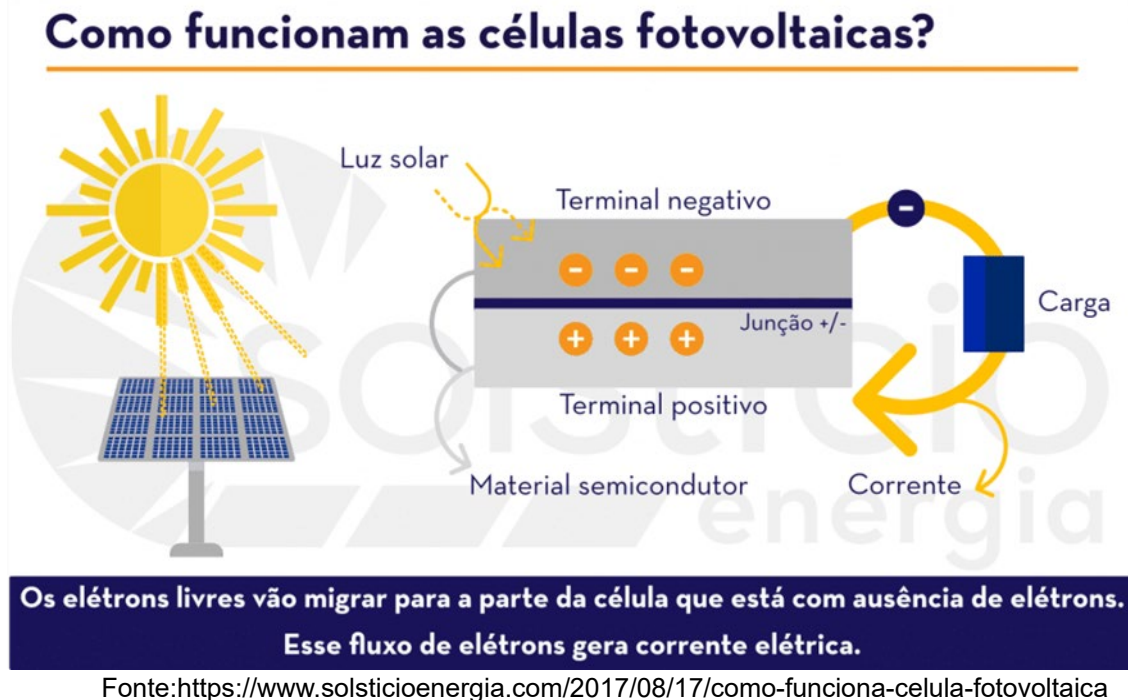 Como funcionam as células fotovoltaicas?
Luz solar
Terminal negativo
Junção +/-
Carga
Terminal positivo
Material semicondutor
Corrente
solstício
energia
Os elétrons livres vão migrar para a parte da célula que está com ausência de elétrons.
Esse fluxo de elétrons gera corrente elétrica.
Fonte:https://www.solsticioenergia.com/2017/08/17/como-funciona-celula-fotovoltaica